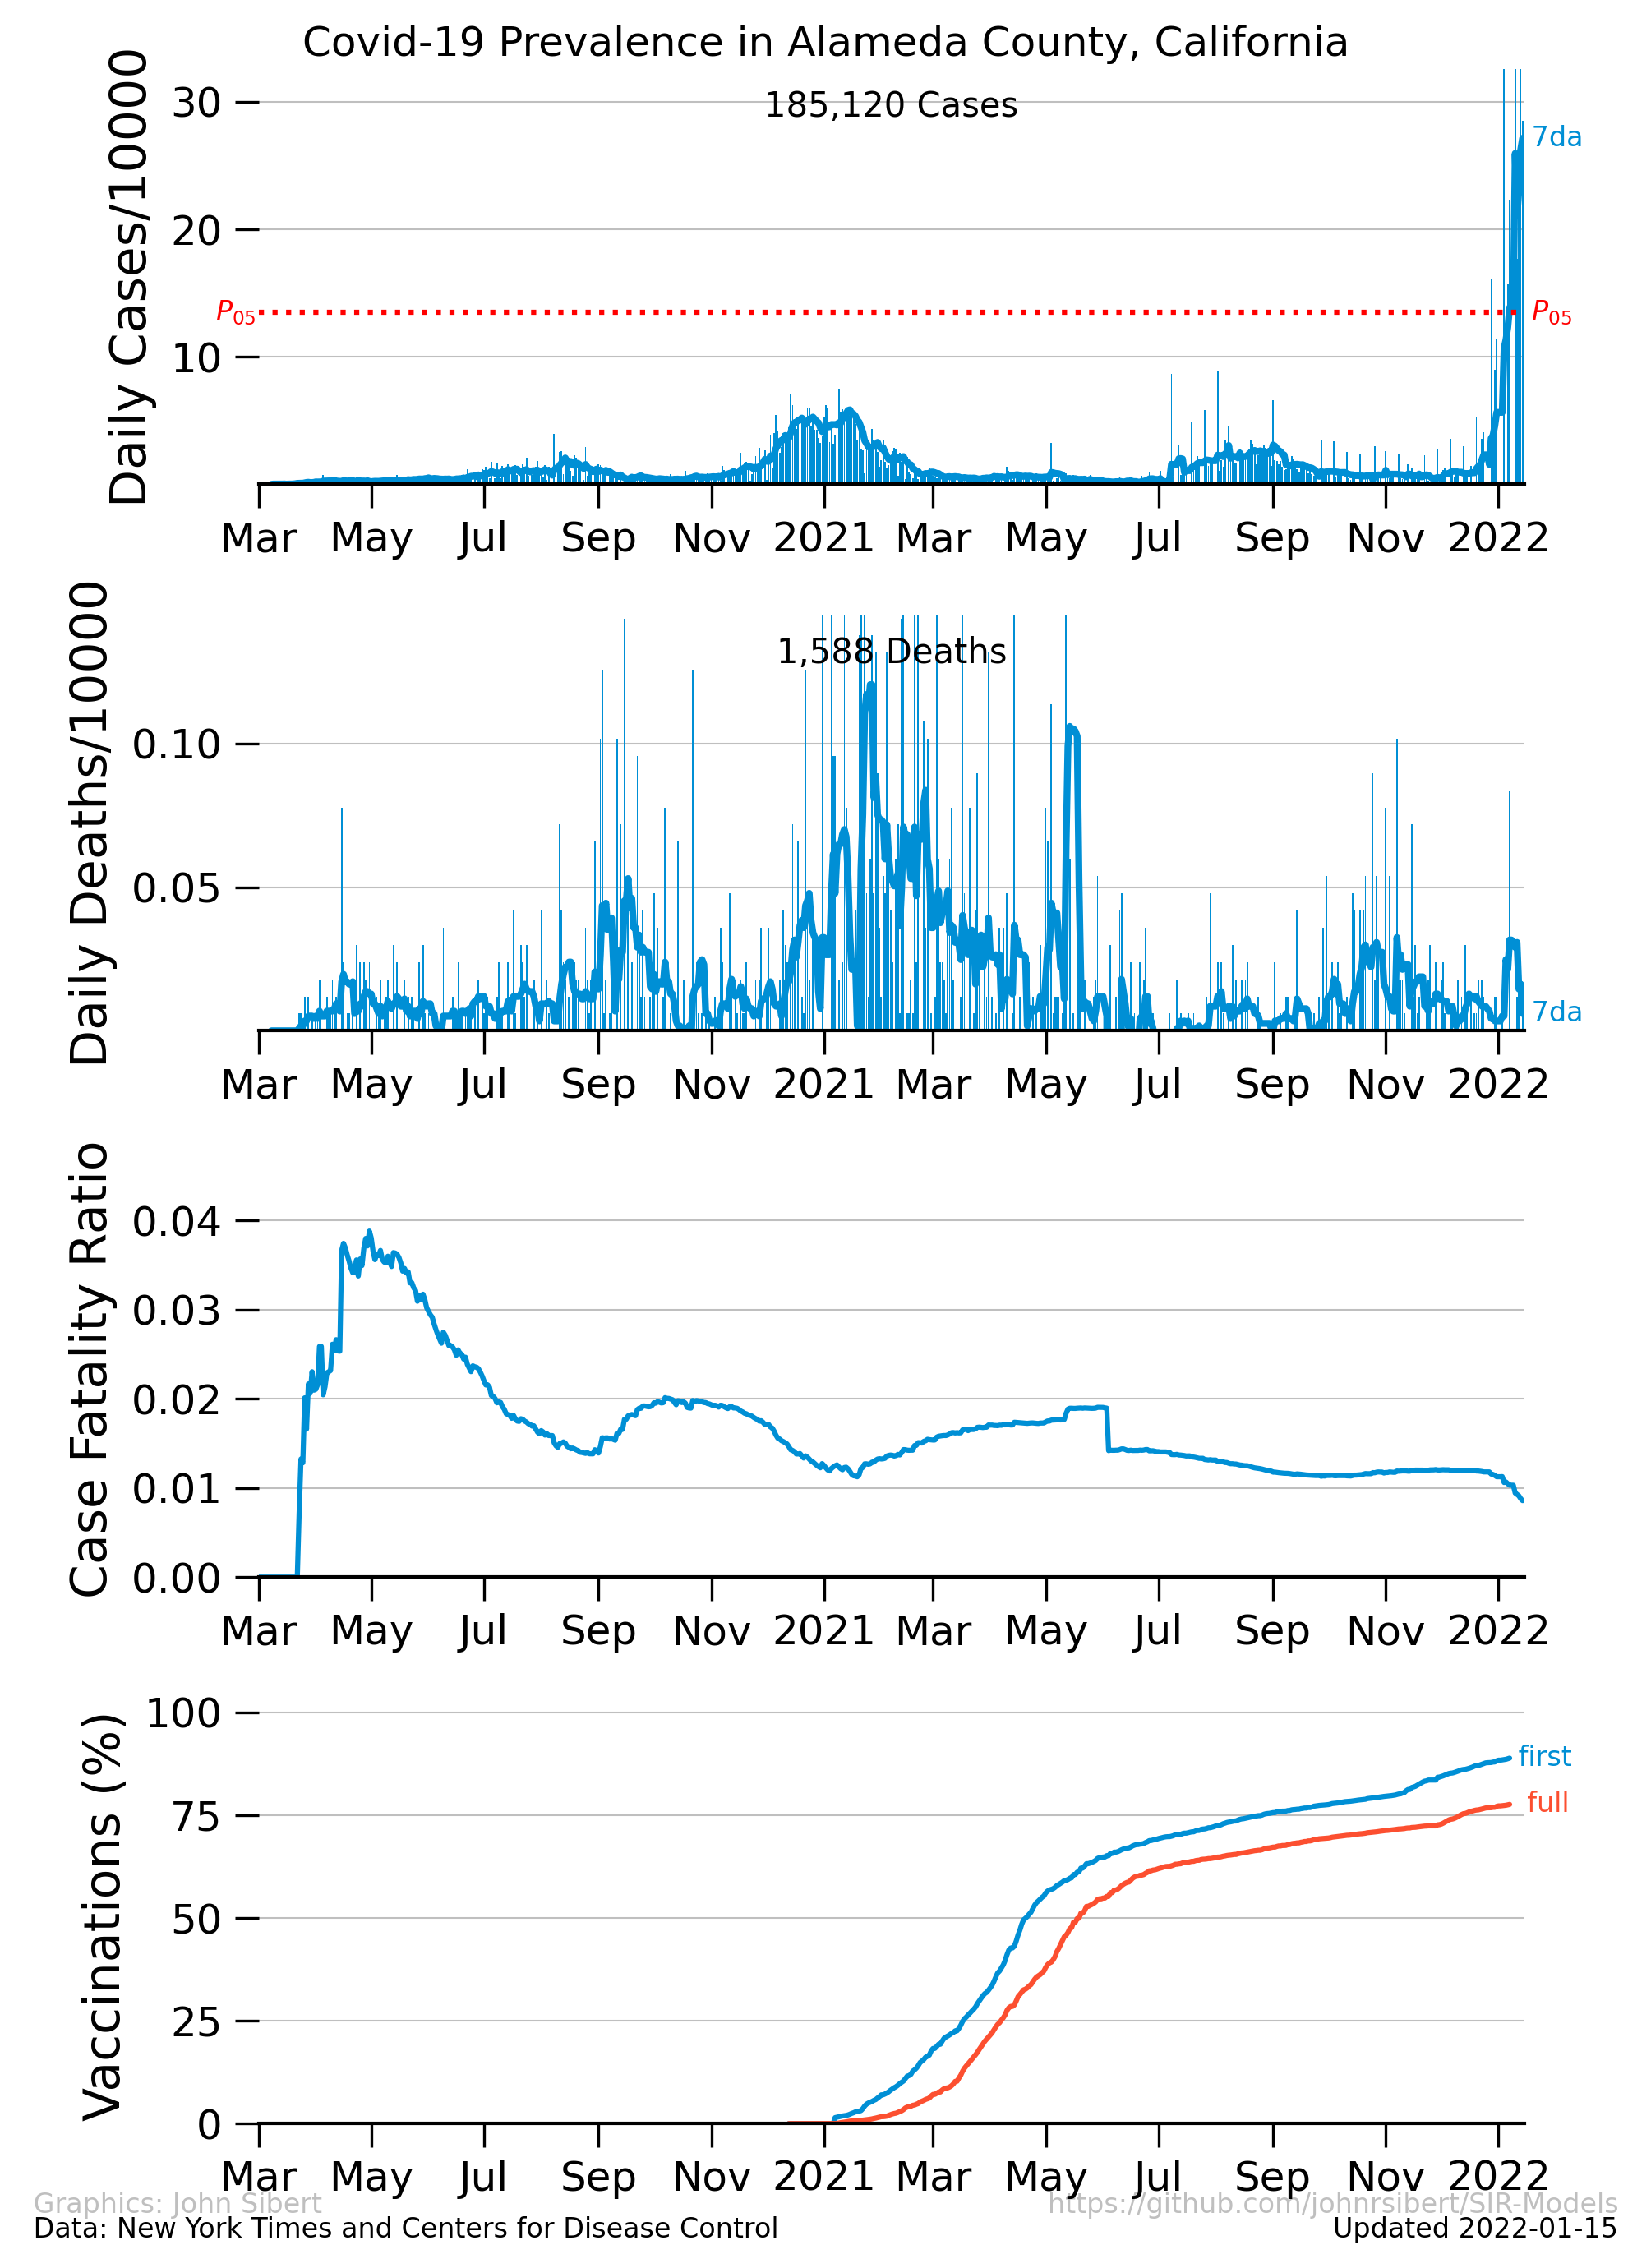 Covid-19 Prevalence in Alameda County, California
Daily Cases/10000
30
20
10
185,120 Cases
7da
P05
P05
Mar May Jul Sep Nov 2021 Mar May Jul Sep Nov 2022
Daily Deaths/10000
0.10
0.05
1,588 Deaths
7da
Mar May Jul Sep Nov 2021 Mar May Jul Sep Nov 2022
Case Fatality Ratio
0.04
0.03
0.02
0.01
0.00
Mar May Jul Sep Nov 2021 Mar May Jul Sep Nov 2022
Vaccinations (%)
100
75
50
25
0
first
full
Mar May Jul Sep Nov 2021 Mar May Jul Sep Nov 2022
Graphics: John Sibert
https://github.com/johnrsibert/SIR-Models
Data: New York Times and Centers for Disease Control
Updated 2022-01-15